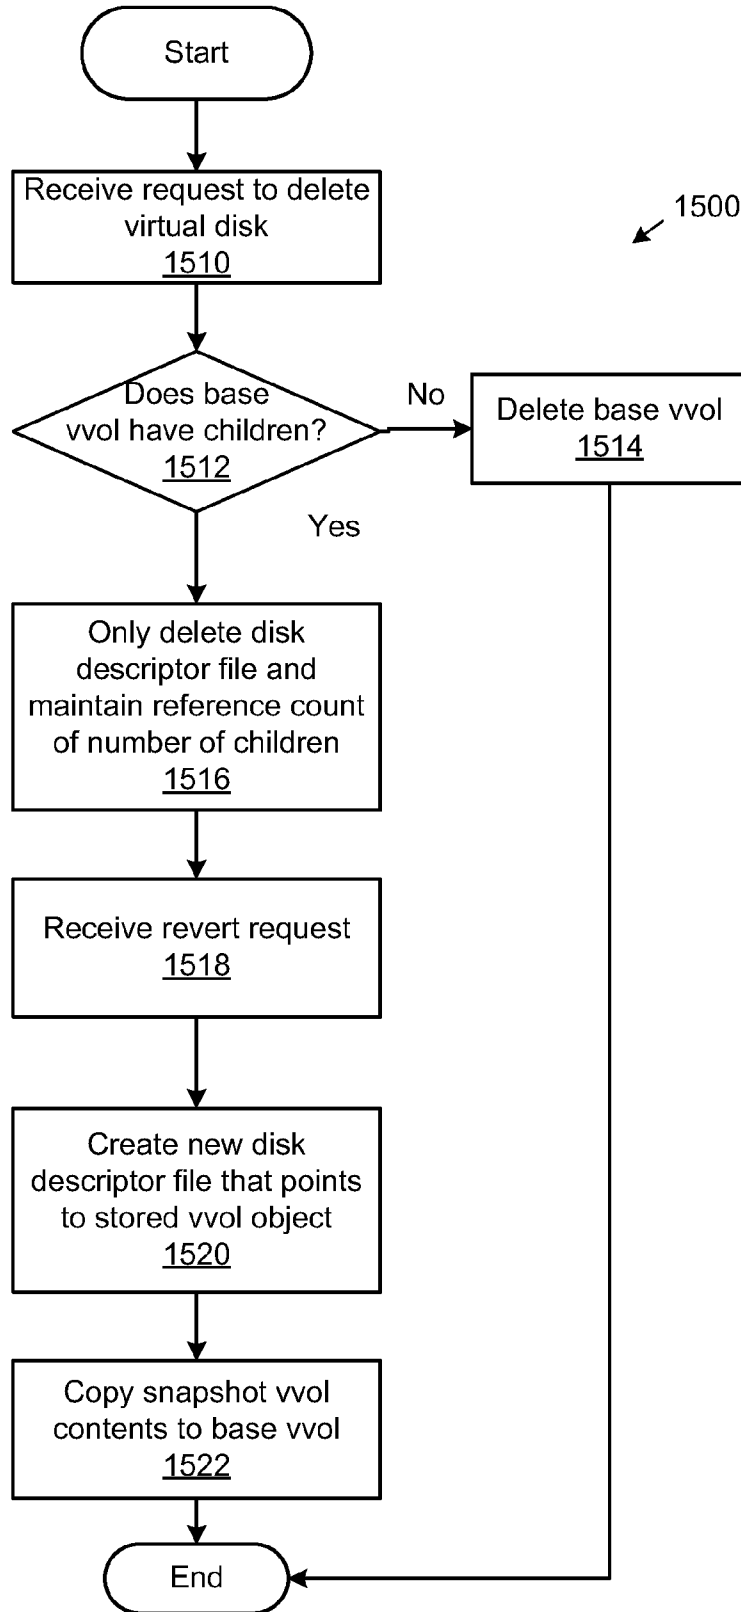 Start
Receive request to delete
virtual disk
1510
1500
Does base
vvol have children?
1512
No
Delete base vvol
1514
Yes
Only delete disk
descriptor file and
maintain reference count
of number of children
1516
Receive revert request
1518
Create new disk
descriptor file that points
to stored vvol object
1520
Copy snapshot vvol
contents to base vvol
1522
End